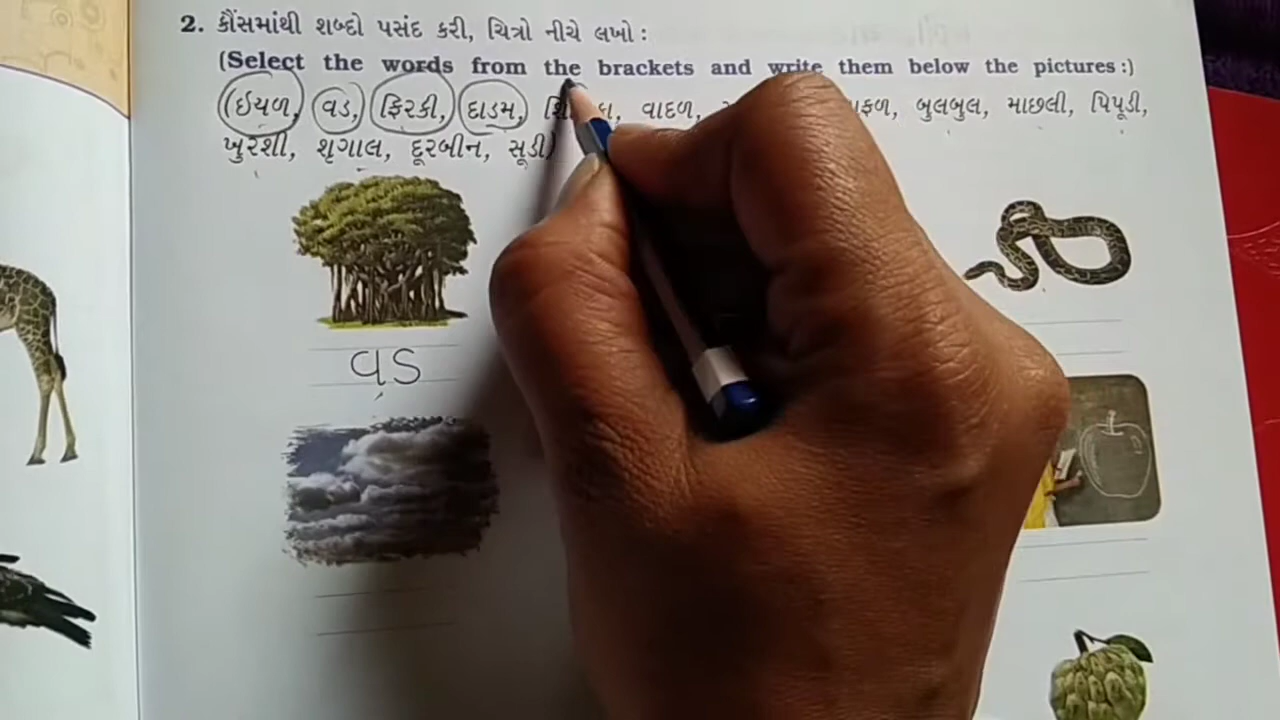 2. કૌંસમાંથી શબ્દો પસંદ કરી, ચિત્રો નીચે લખો :
(Select the words from the brackets and write them below the pictures :)
(ઇયળ, વડ, ફિરકી, દાડમ, વાદળ, બુલબુલ, માછલી, પિપૂડી,
ખુરશી, શૃગાલ, દૂરબીન, સૂડી)
વડ